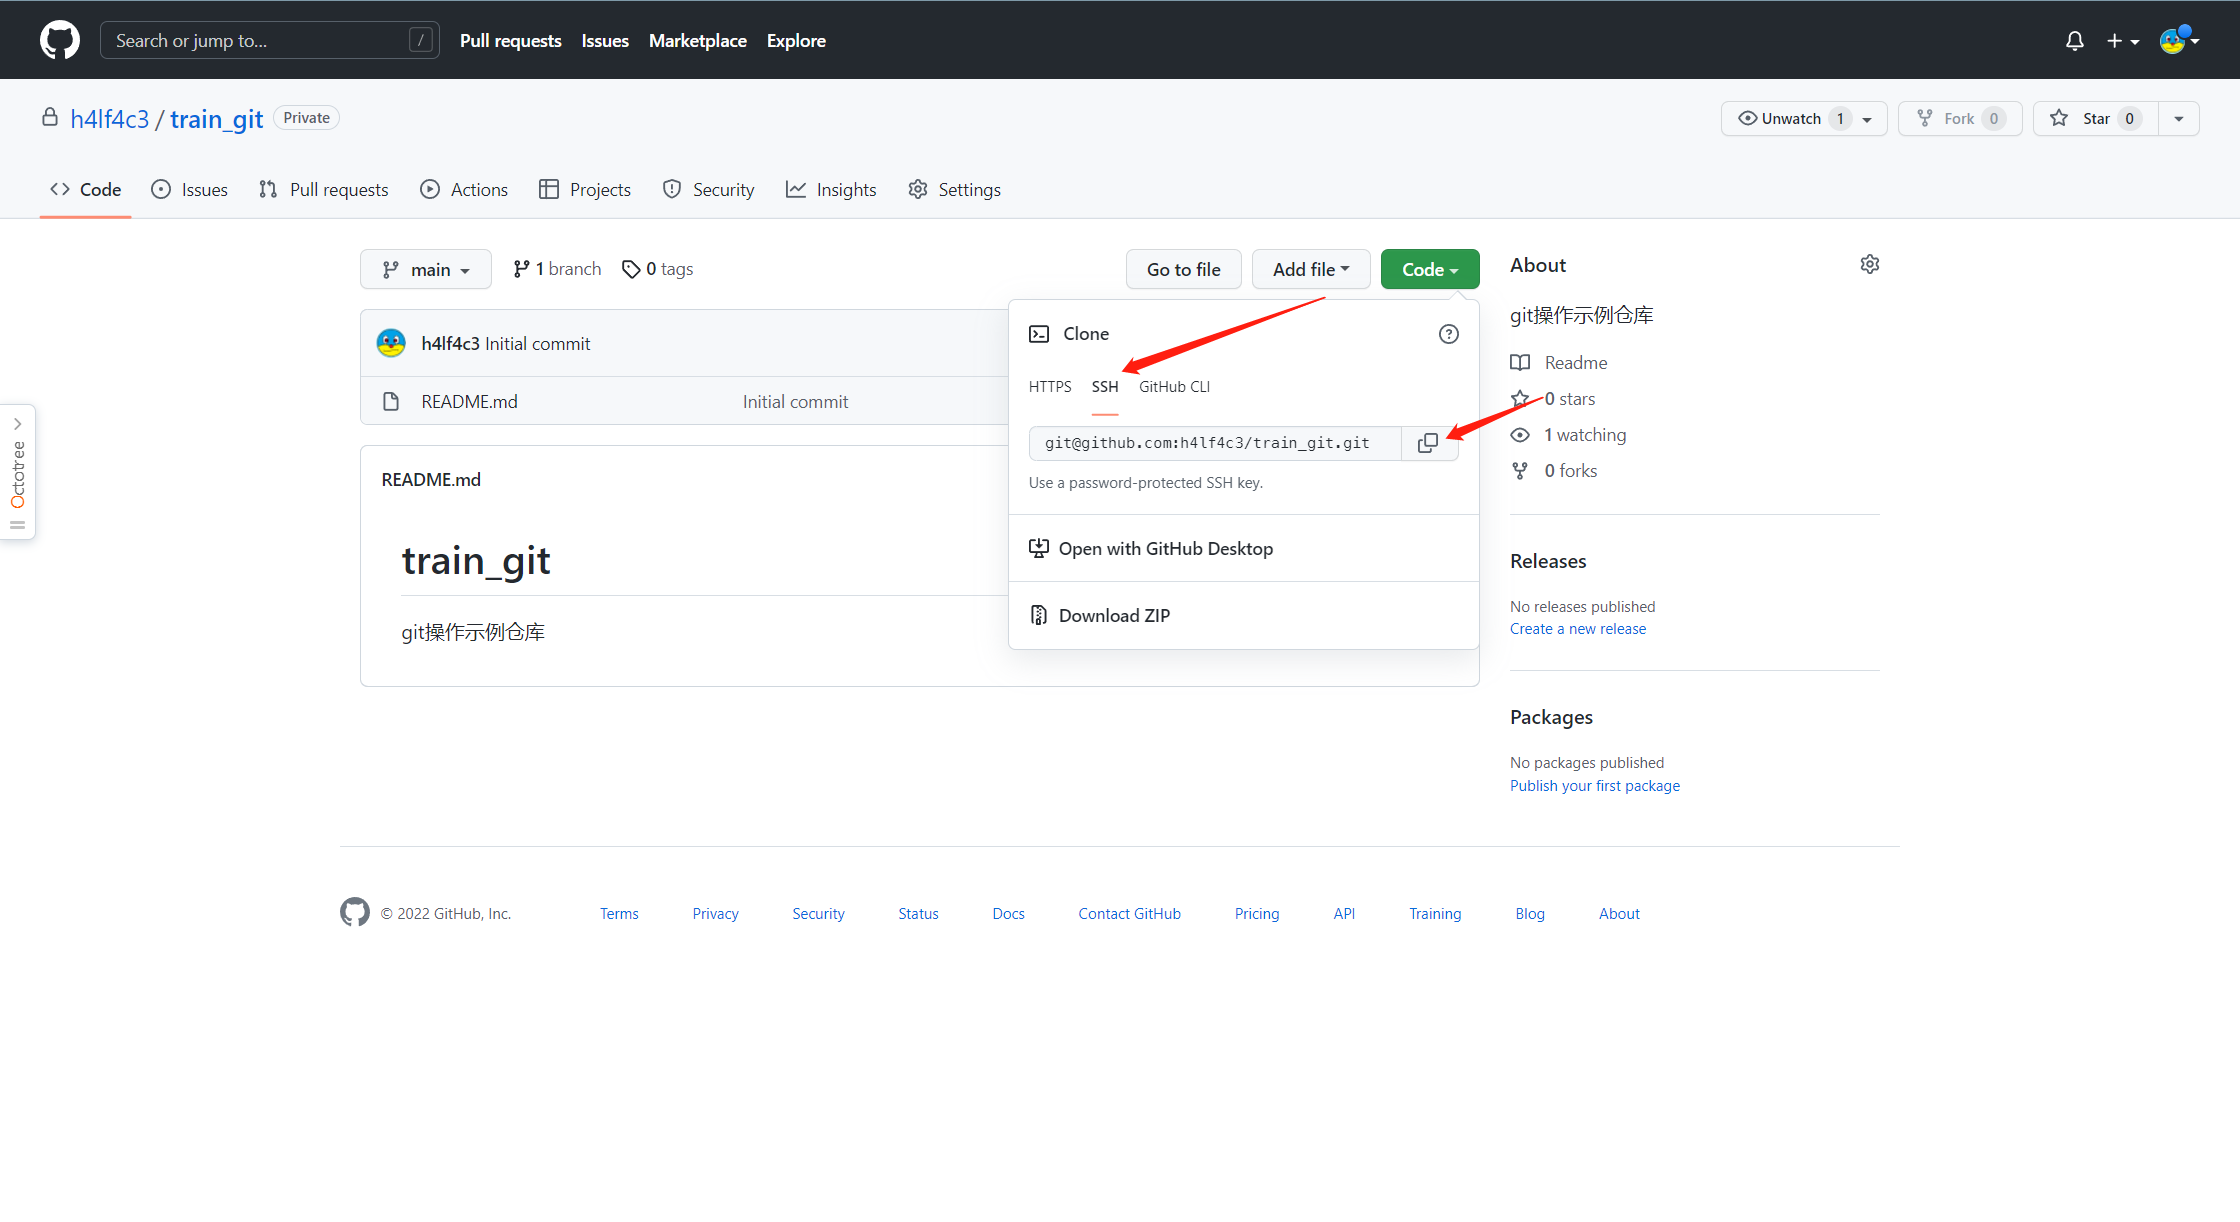 Search or jump to... / Pull requests Issues Marketplace Explore
h4lf4c3 / train_git Private Unwatch 1 Fork 0 Star 0
Code Issues Pull requests Actions Projects Security Insights Settings
main 1 branch 0 tags Go to file Add file Code
h4lf4c3 Initial commit
README.md Initial commit
README.md
train_git
git操作示例仓库
Clone
HTTPS SSH GitHub CLI
git@github.com:h4lf4c3/train_git.git
Use a password-protected SSH key.
Open with GitHub Desktop
Download ZIP
About
git操作示例仓库
Readme
0 stars
1 watching
0 forks
Releases
No releases published
Create a new release
Packages
No packages published
Publish your first package
Octotree
© 2022 GitHub, Inc. Terms Privacy Security Status Docs Contact GitHub Pricing API Training Blog About